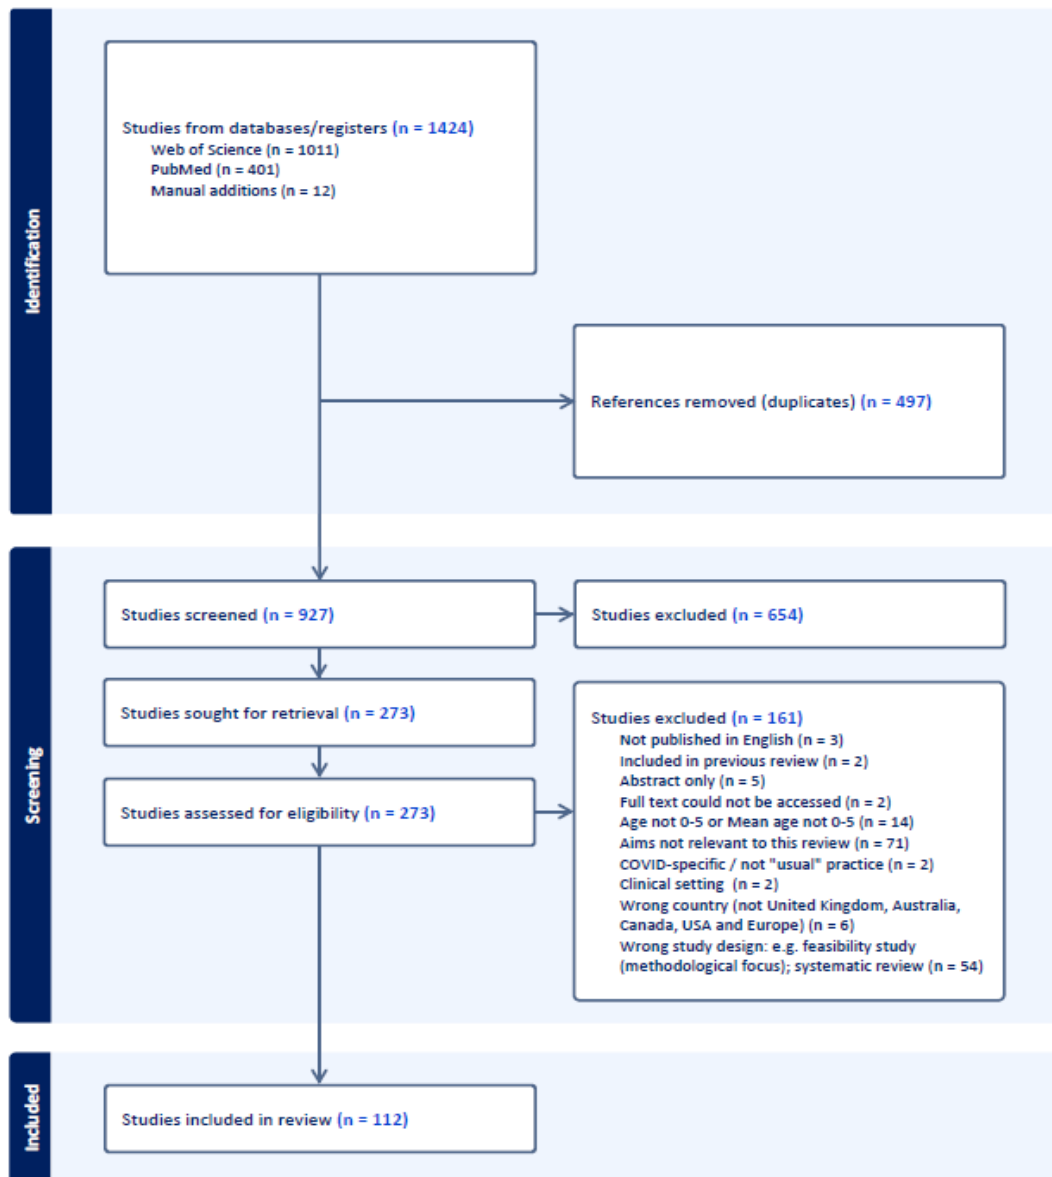 Identification
Studies from databases/registers (n = 1424)
Web of Science (n = 1011)
PubMed (n = 401)
Manual additions (n = 12)
References removed (duplicates) (n = 497)
Screening
Studies screened (n = 927)
Studies excluded (n = 654)
Studies sought for retrieval (n = 273)
Studies assessed for eligibility (n = 273)
Studies excluded (n = 161)
Not published in English (n = 3)
Included in previous review (n = 2)
Abstract only (n = 5)
Full text could not be accessed (n = 2)
Age not 0-5 or Mean age not 0-5 (n = 14)
Aims not relevant to this review (n = 71)
COVID-specific / not "usual" practice (n = 2)
Clinical setting (n = 2)
Wrong country (not United Kingdom, Australia,
Canada, USA and Europe) (n = 6)
Wrong study design: e.g. feasibility study
(methodological focus); systematic review (n = 54)
Included
Studies included in review (n = 112)